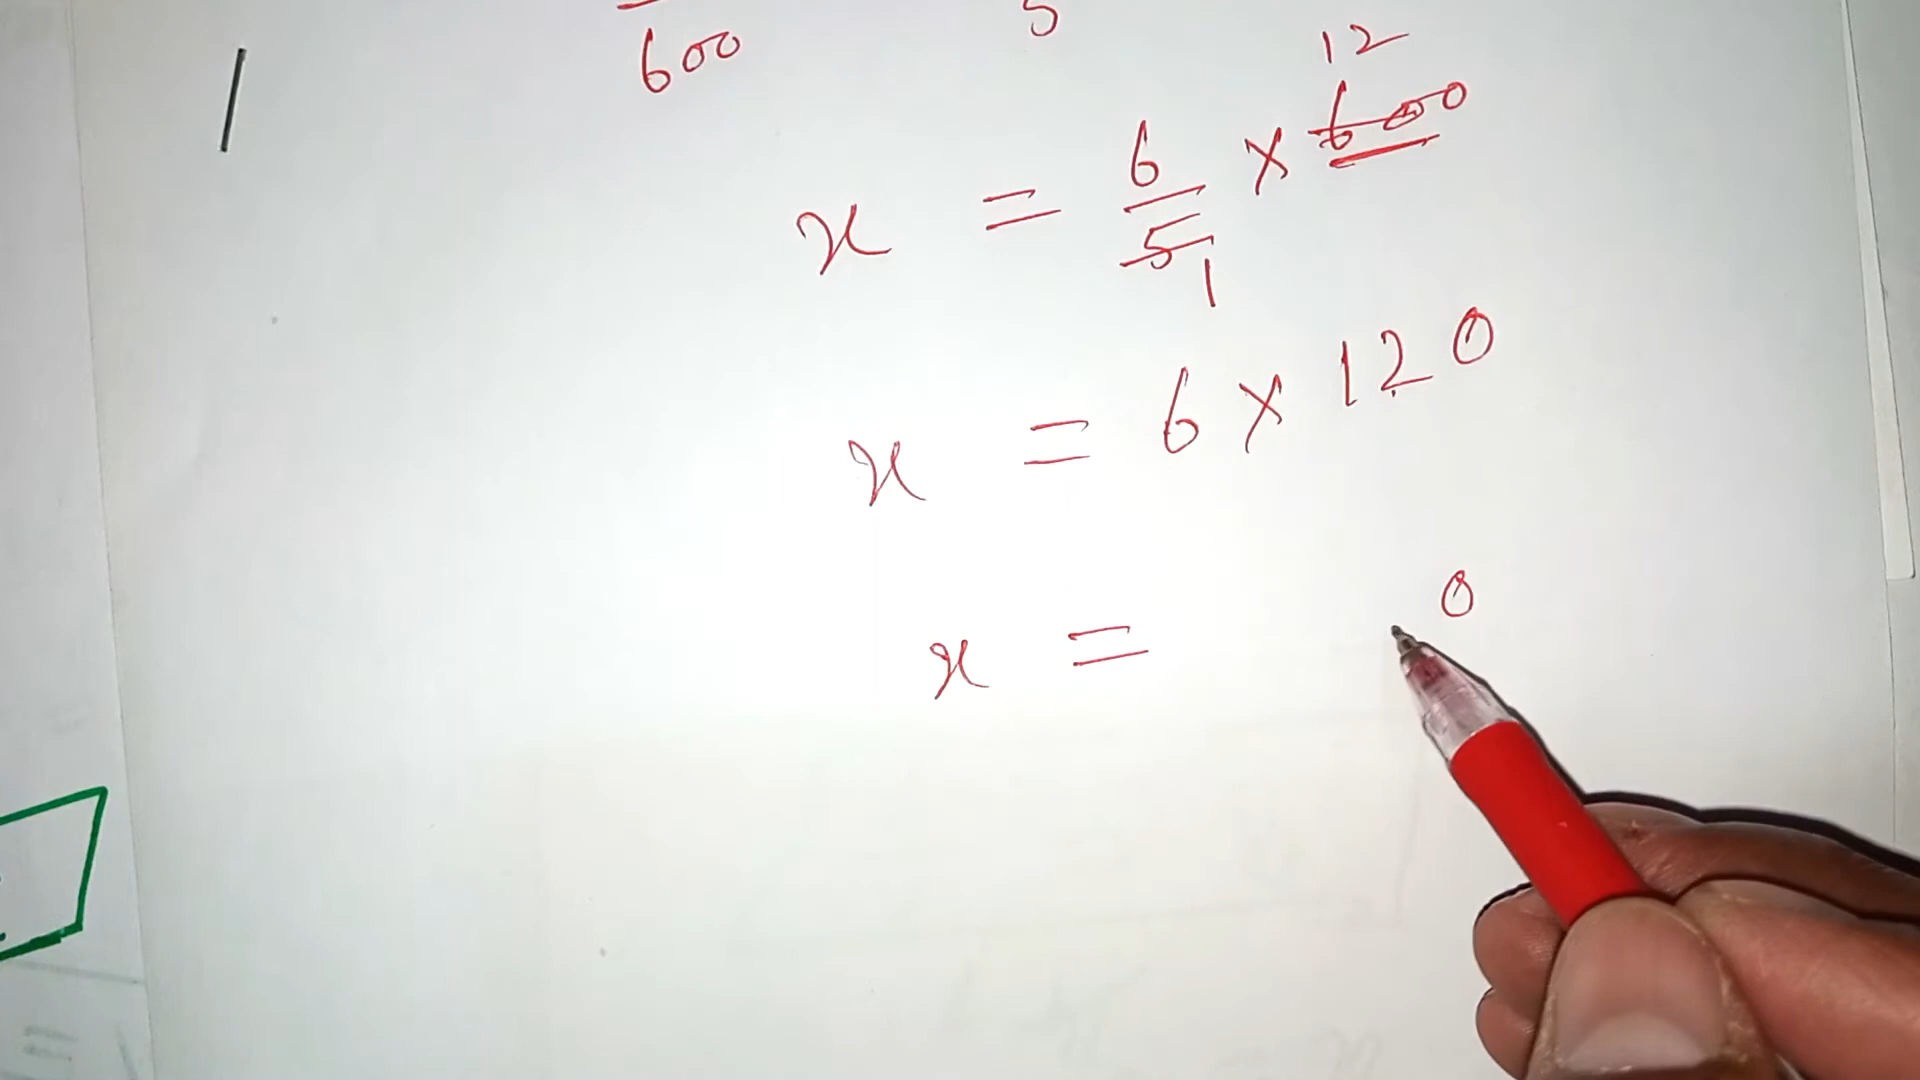 600 5
12
x = 6/5 × 600
1
x = 6 × 120
x = 0